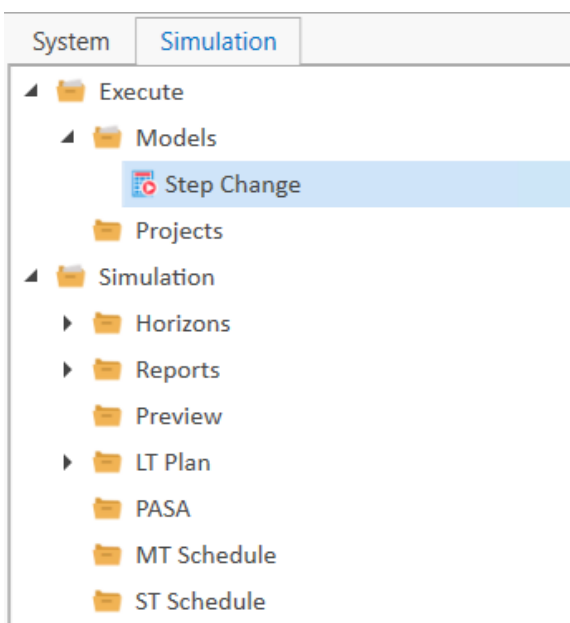 System Simulation
Execute
Models
Step Change
Projects
Simulation
Horizons
Reports
Preview
LT Plan
PASA
MT Schedule
ST Schedule